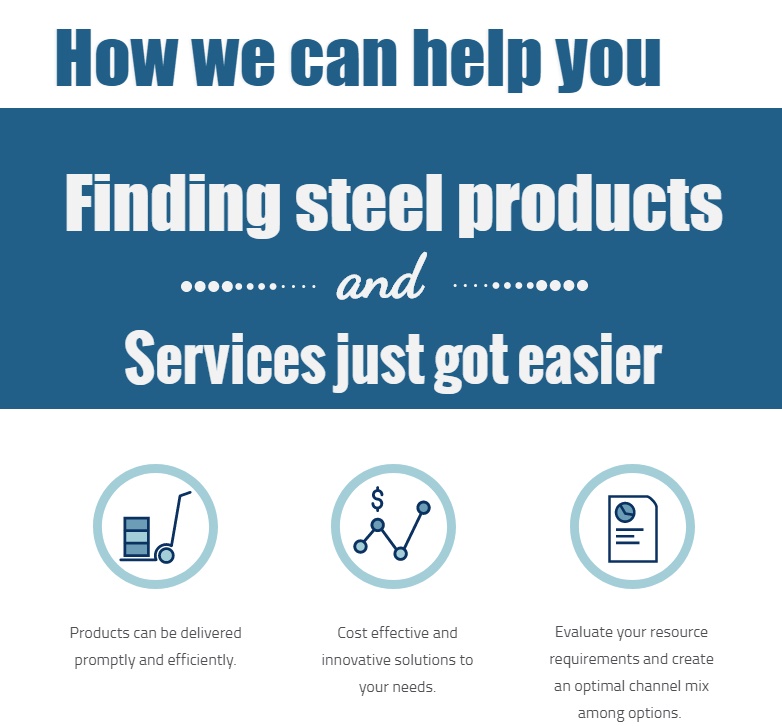 How we can help you
Finding steel products
and
Services just got easier
$
Products can be delivered
promptly and efficiently.
Cost effective and
innovative solutions to
your needs.
Evaluate your resource
requirements and create
an optimal channel mix
among options.